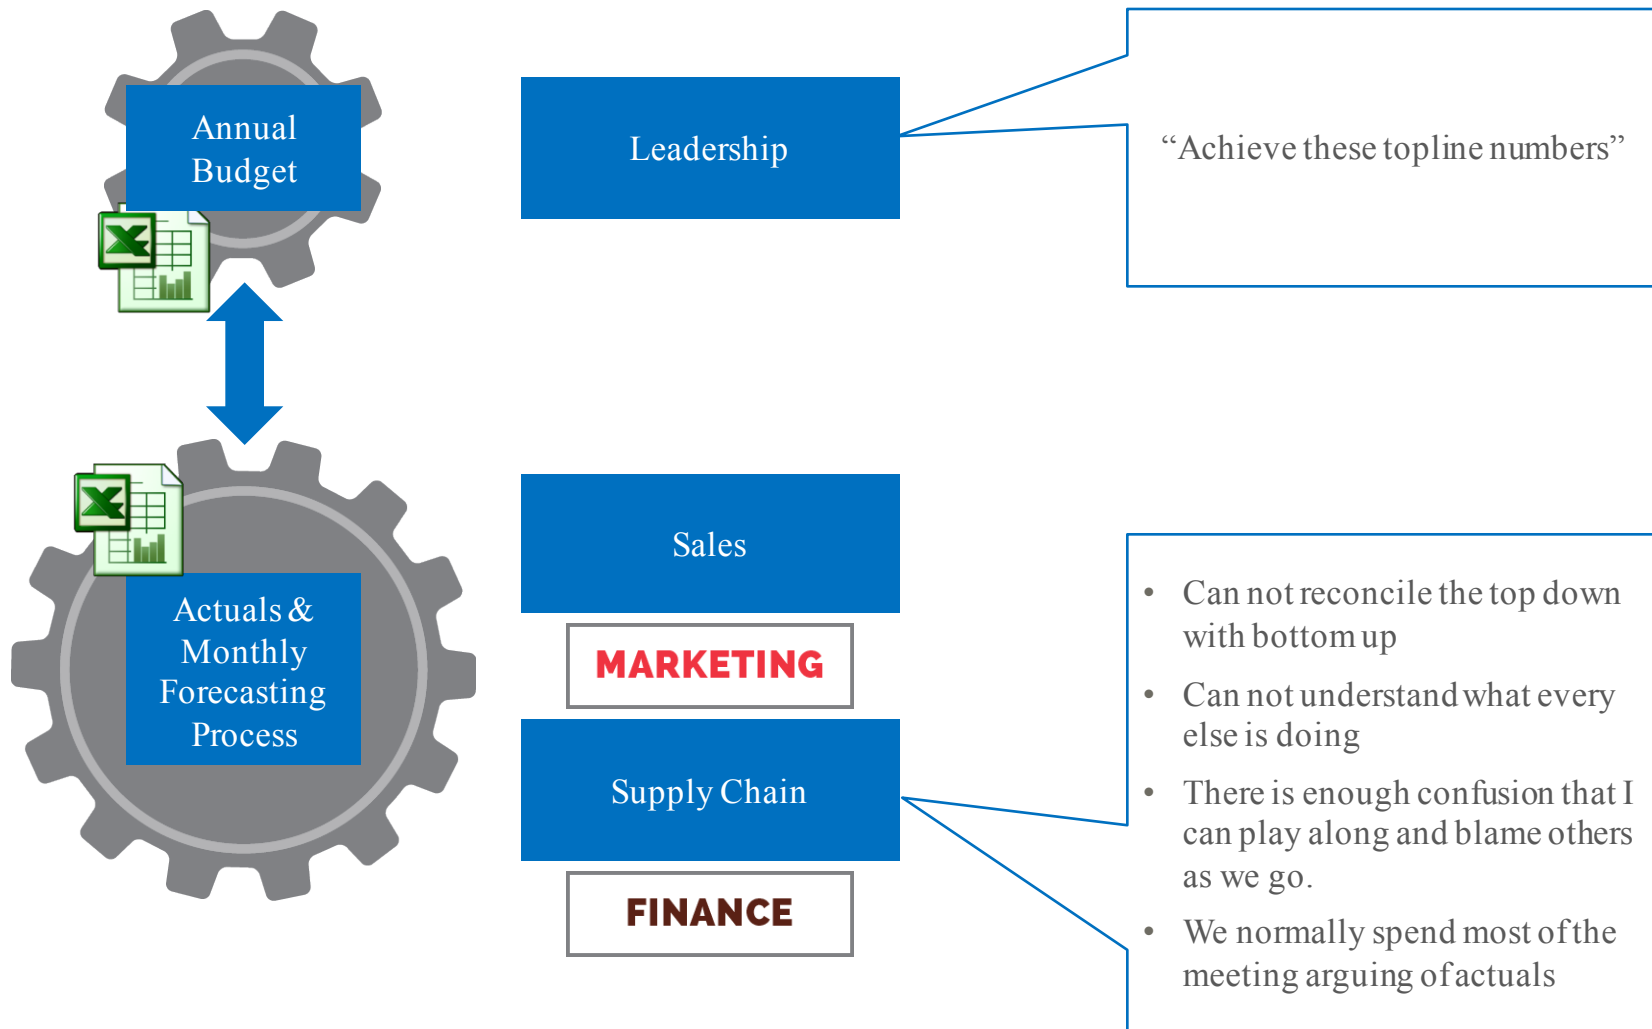 Annual
Budget
Leadership
“Achieve these topline numbers”
Actuals &
Monthly
Forecasting
Process
Sales
MARKETING
Supply Chain
FINANCE
• Can not reconcile the top down
with bottom up
• Can not understand what every
else is doing
• There is enough confusion that I
can play along and blame others
as we go.
• We normally spend most of the
meeting arguing of actuals